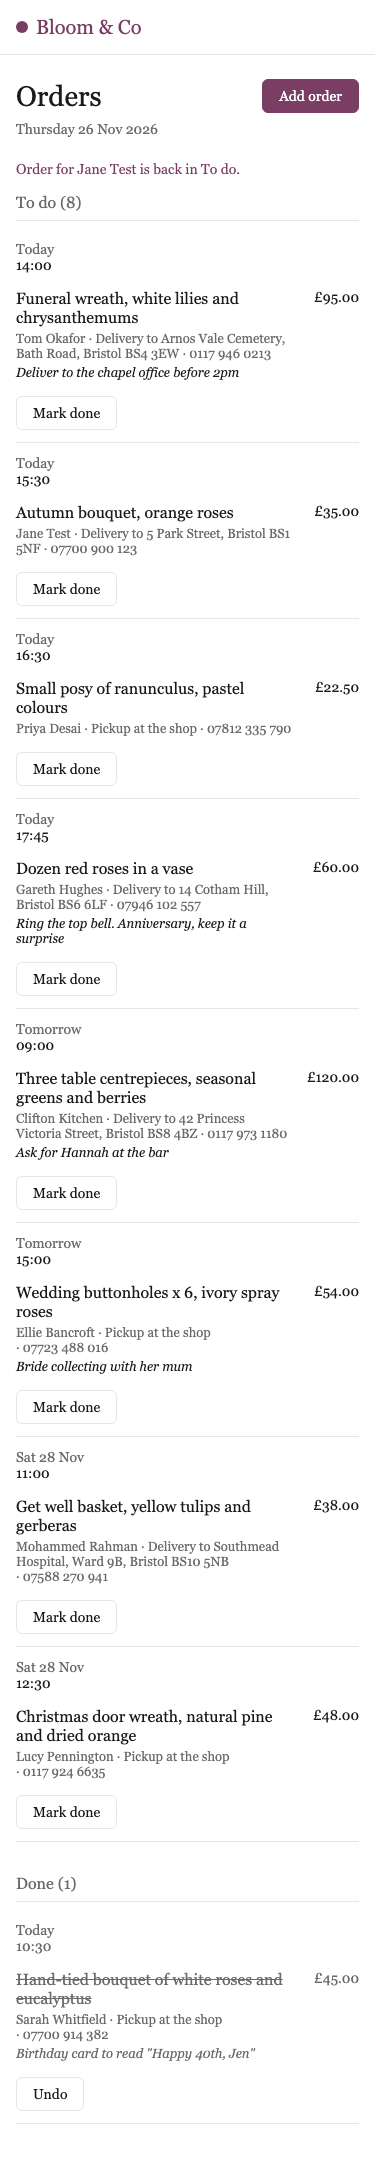 Bloom & Co
Orders
Add order
Thursday 26 Nov 2026
Order for Jane Test is back in To do.
To do (8)
Today
14:00
Funeral wreath, white lilies and
chrysanthemums
£95.00
Tom Okafor · Delivery to Arnos Vale Cemetery,
Bath Road, Bristol BS4 3EW · 0117 946 0213
Deliver to the chapel office before 2pm
Mark done
Today
15:30
Autumn bouquet, orange roses
£35.00
Jane Test · Delivery to 5 Park Street, Bristol BS1
5NF · 07700 900 123
Mark done
Today
16:30
Small posy of ranunculus, pastel
colours
£22.50
Priya Desai · Pickup at the shop · 07812 335 790
Mark done
Today
17:45
Dozen red roses in a vase
£60.00
Gareth Hughes · Delivery to 14 Cotham Hill,
Bristol BS6 6LF · 07946 102 557
Ring the top bell. Anniversary, keep it a
surprise
Mark done
Tomorrow
09:00
Three table centrepieces, seasonal
greens and berries
£120.00
Clifton Kitchen · Delivery to 42 Princess
Victoria Street, Bristol BS8 4BZ · 0117 973 1180
Ask for Hannah at the bar
Mark done
Tomorrow
15:00
Wedding buttonholes x 6, ivory spray
roses
£54.00
Ellie Bancroft · Pickup at the shop
· 07723 488 016
Bride collecting with her mum
Mark done
Sat 28 Nov
11:00
Get well basket, yellow tulips and
gerberas
£38.00
Mohammed Rahman · Delivery to Southmead
Hospital, Ward 9B, Bristol BS10 5NB
· 07588 270 941
Mark done
Sat 28 Nov
12:30
Christmas door wreath, natural pine
and dried orange
£48.00
Lucy Pennington · Pickup at the shop
· 0117 924 6635
Mark done
Done (1)
Today
10:30
Hand-tied bouquet of white roses and
eucalyptus
£45.00
Sarah Whitfield · Pickup at the shop
· 07700 914 382
Birthday card to read "Happy 40th, Jen"
Undo